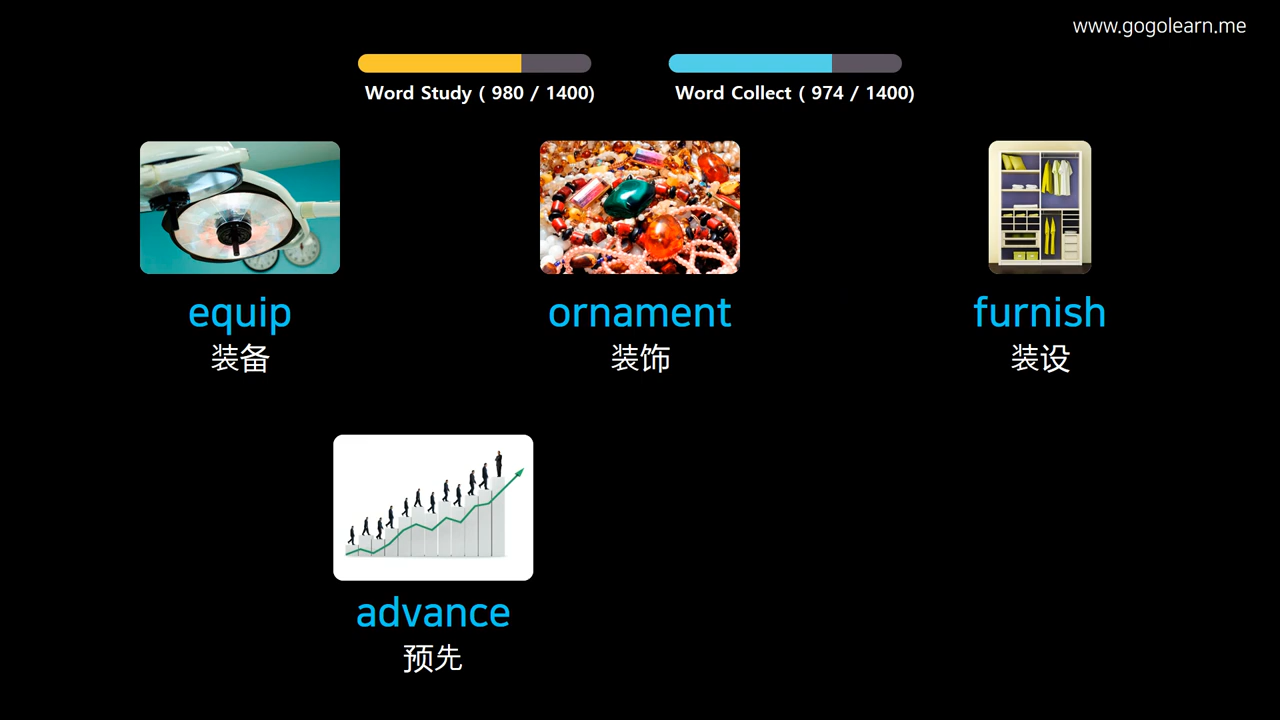 www.gogolearn.me
Word Study ( 980 / 1400)
Word Collect ( 974 / 1400)
equip
装备
ornament
装饰
furnish
装设
advance
预先